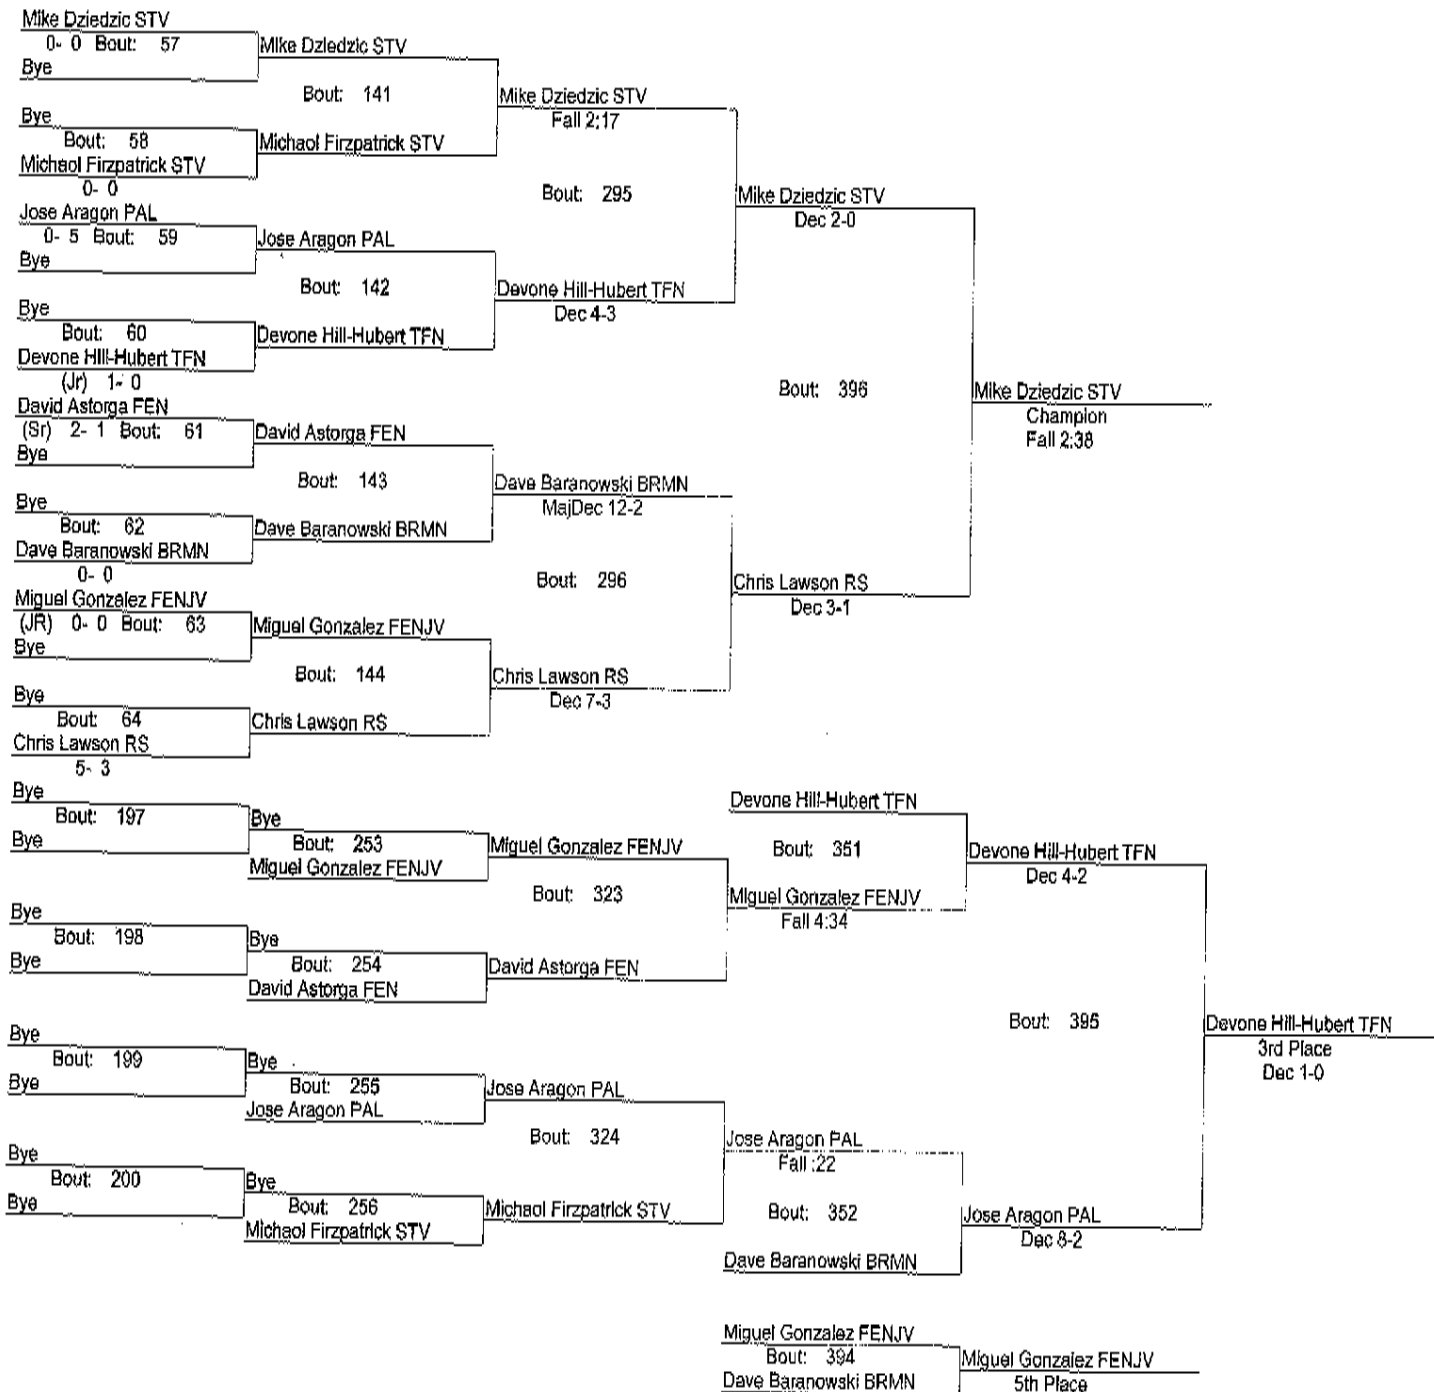 Mike Dziedzic STV
0- 0 Bout: 57
Bye
Mike Dziedzic STV
Bout: 141
Bye
Bout: 58
Michaol Firzpatrick STV
0- 0
Michaol Firzpatrick STV
Mike Dziedzic STV
Fall 2:17
Bout: 295
Jose Aragon PAL
0- 5 Bout: 59
Bye
Jose Aragon PAL
Bout: 142
Bye
Bout: 60
Devone Hill-Hubert TFN
(Jr) 1- 0
Devone Hill-Hubert TFN
Devone Hill-Hubert TFN
Dec 4-3
Mike Dziedzic STV
Dec 2-0
Bout: 396
Mike Dziedzic STV
Champion
Fall 2:38
David Astorga FEN
(Sr) 2- 1 Bout: 61
Bye
David Astorga FEN
Bout: 143
Bye
Bout: 62
Dave Baranowski BRMN
0- 0
Dave Baranowski BRMN
Dave Baranowski BRMN
MajDec 12-2
Bout: 296
Miguel Gonzalez FENJV
(JR) 0- 0 Bout: 63
Bye
Miguel Gonzalez FENJV
Bout: 144
Bye
Bout: 64
Chris Lawson RS
5- 3
Chris Lawson RS
Chris Lawson RS
Dec 7-3
Chris Lawson RS
Dec 3-1
Bye
Bout: 197
Bye
Bye
Bout: 253
Miguel Gonzalez FENJV
Miguel Gonzalez FENJV
Bout: 323
Bye
Bout: 198
Bye
Bye
Bout: 254
David Astorga FEN
David Astorga FEN
Devone Hill-Hubert TFN
Bout: 351
Miguel Gonzalez FENJV
Fall 4:34
Devone Hill-Hubert TFN
Dec 4-2
Bout: 395
Devone Hill-Hubert TFN
3rd Place
Dec 1-0
Bye
Bout: 199
Bye
Bye
Bout: 255
Jose Aragon PAL
Jose Aragon PAL
Bout: 324
Bye
Bout: 200
Bye
Bye
Bout: 256
Michaol Firzpatrick STV
Michaol Firzpatrick STV
Jose Aragon PAL
Fall :22
Bout: 352
Dave Baranowski BRMN
Jose Aragon PAL
Dec 8-2
Miguel Gonzalez FENJV
Bout: 394
Dave Baranowski BRMN
Miguel Gonzalez FENJV
5th Place